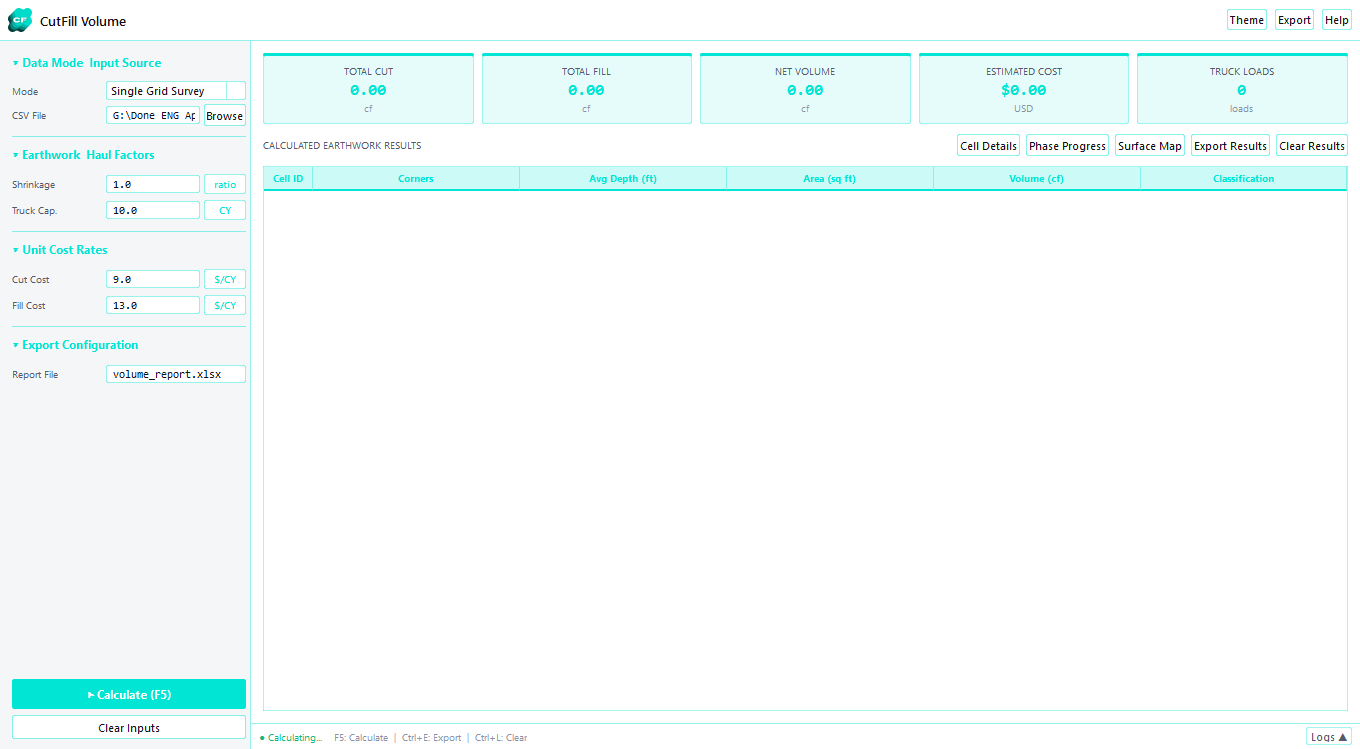 CF CutFill Volume Theme Export Help
▾ Data Mode Input Source
Mode Single Grid Survey
CSV File G:\Done ENG Ap Browse
▾ Earthwork Haul Factors
Shrinkage 1.0 ratio
Truck Cap. 10.0 CY
▾ Unit Cost Rates
Cut Cost 9.0 $/CY
Fill Cost 13.0 $/CY
▾ Export Configuration
Report File volume_report.xlsx
▸ Calculate (F5)
Clear Inputs
TOTAL CUT
0.00
cf
TOTAL FILL
0.00
cf
NET VOLUME
0.00
cf
ESTIMATED COST
$0.00
USD
TRUCK LOADS
0
loads
CALCULATED EARTHWORK RESULTS Cell Details Phase Progress Surface Map Export Results Clear Results
Cell ID Corners Avg Depth (ft) Area (sq ft) Volume (cf) Classification
● Calculating... F5: Calculate | Ctrl+E: Export | Ctrl+L: Clear Logs ▲